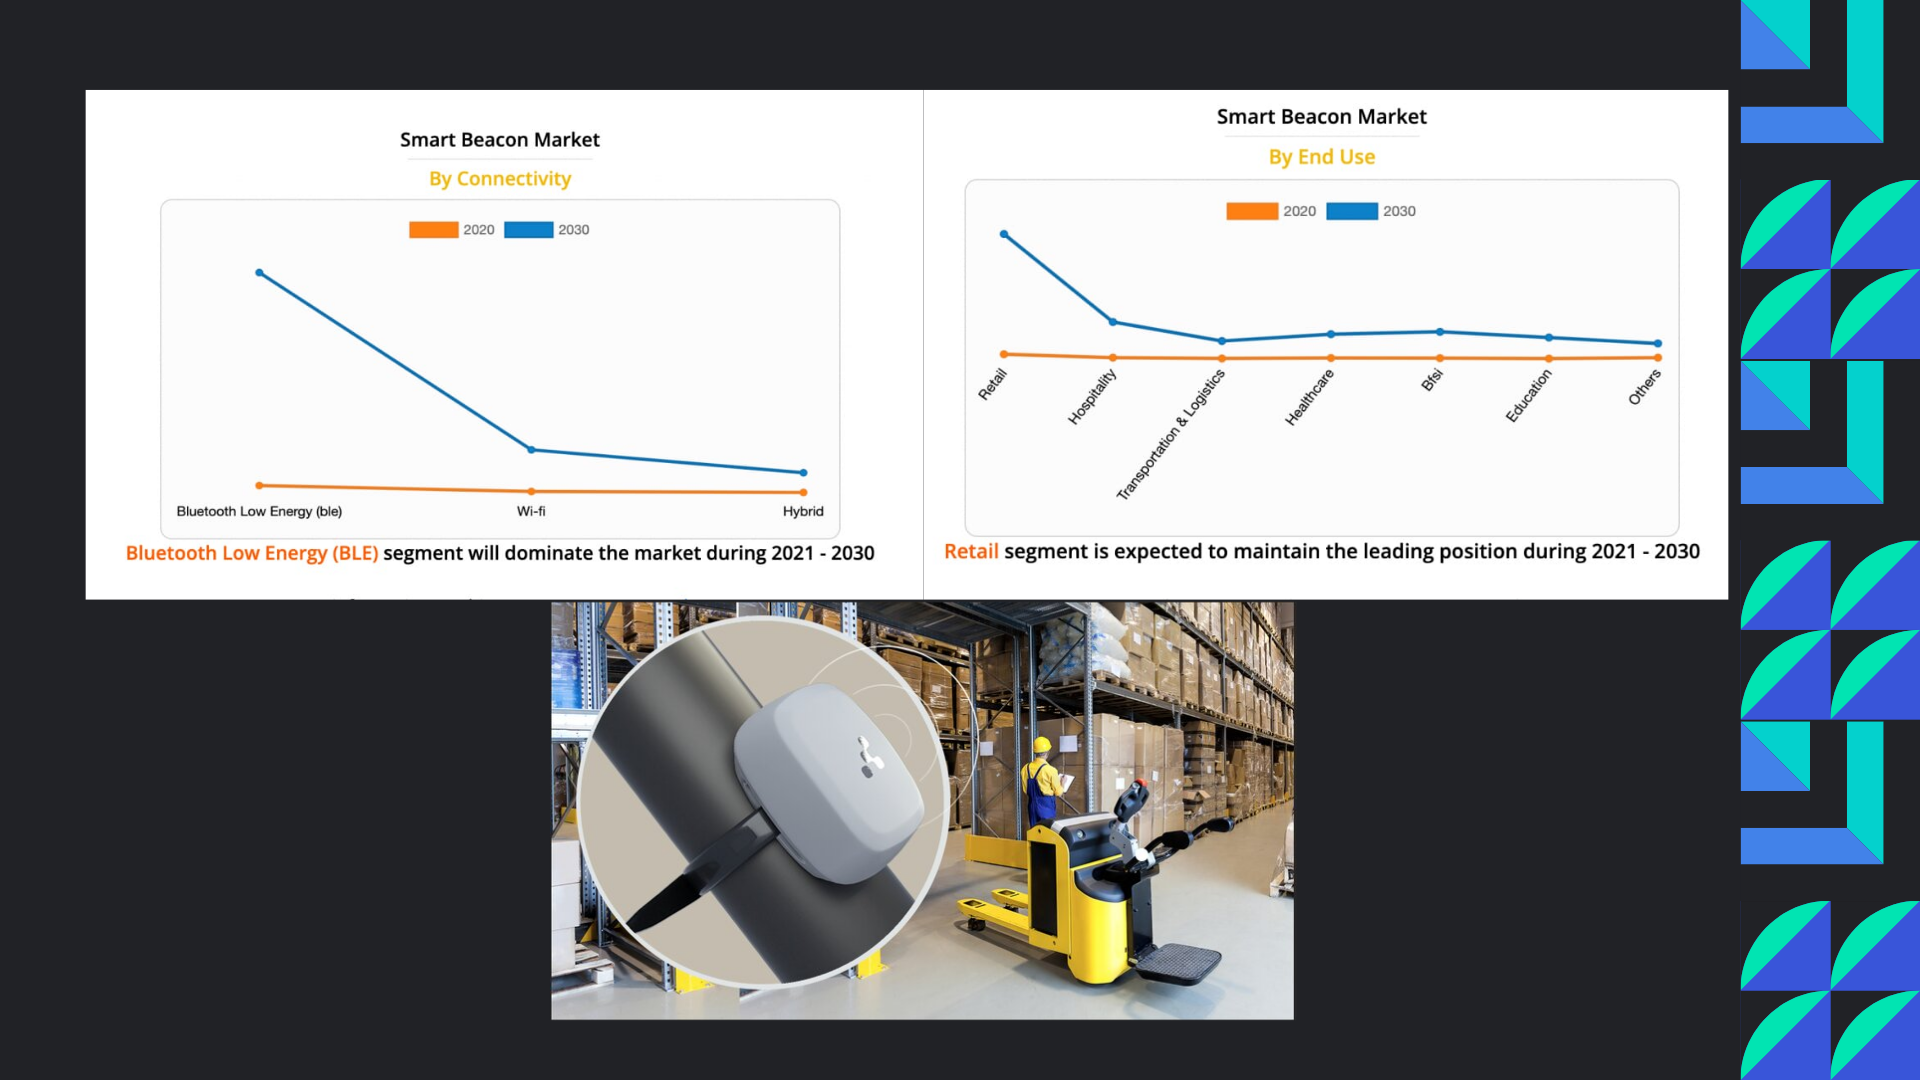 Smart Beacon Market
By Connectivity
2020 2030
Bluetooth Low Energy (ble) Wi-fi Hybrid
Bluetooth Low Energy (BLE) segment will dominate the market during 2021 - 2030
Smart Beacon Market
By End Use
2020 2030
Retail
Hospitality
Transportation & Logistics
Healthcare
Bfsi
Education
Others
Retail segment is expected to maintain the leading position during 2021 - 2030